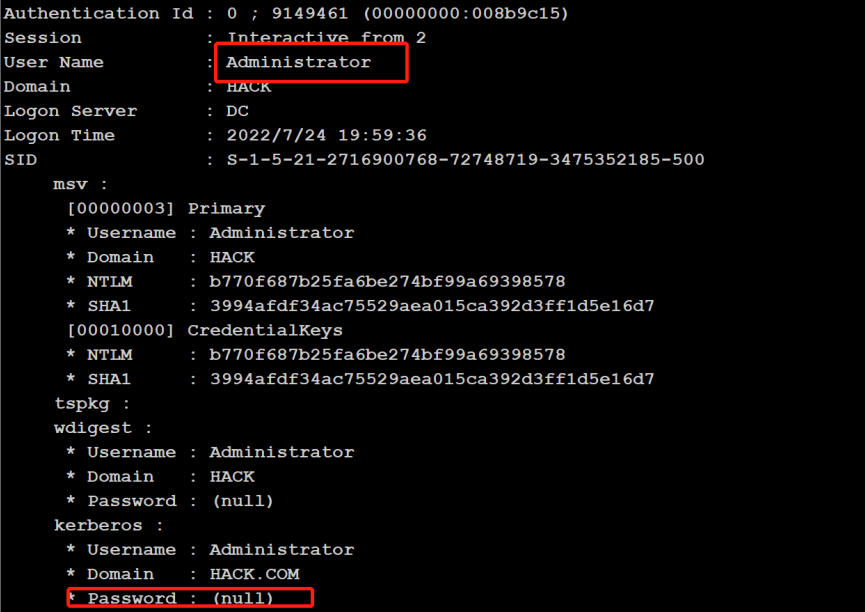 Authentication Id : 0 ; 9149461 (00000000:008b9c15)
Session           : Interactive from 2
User Name         : Administrator
Domain            : HACK
Logon Server      : DC
Logon Time        : 2022/7/24 19:59:36
SID               : S-1-5-21-2716900768-72748719-3475352185-500
msv :
[00000003] Primary
* Username : Administrator
* Domain   : HACK
* NTLM     : b770f687b25fa6be274bf99a69398578
* SHA1     : 3994afdf34ac75529aea015ca392d3ff1d5e16d7
[00010000] CredentialKeys
* NTLM     : b770f687b25fa6be274bf99a69398578
* SHA1     : 3994afdf34ac75529aea015ca392d3ff1d5e16d7
tspkg :
wdigest :
* Username : Administrator
* Domain   : HACK
* Password : (null)
kerberos :
* Username : Administrator
* Domain   : HACK.COM
* Password : (null)